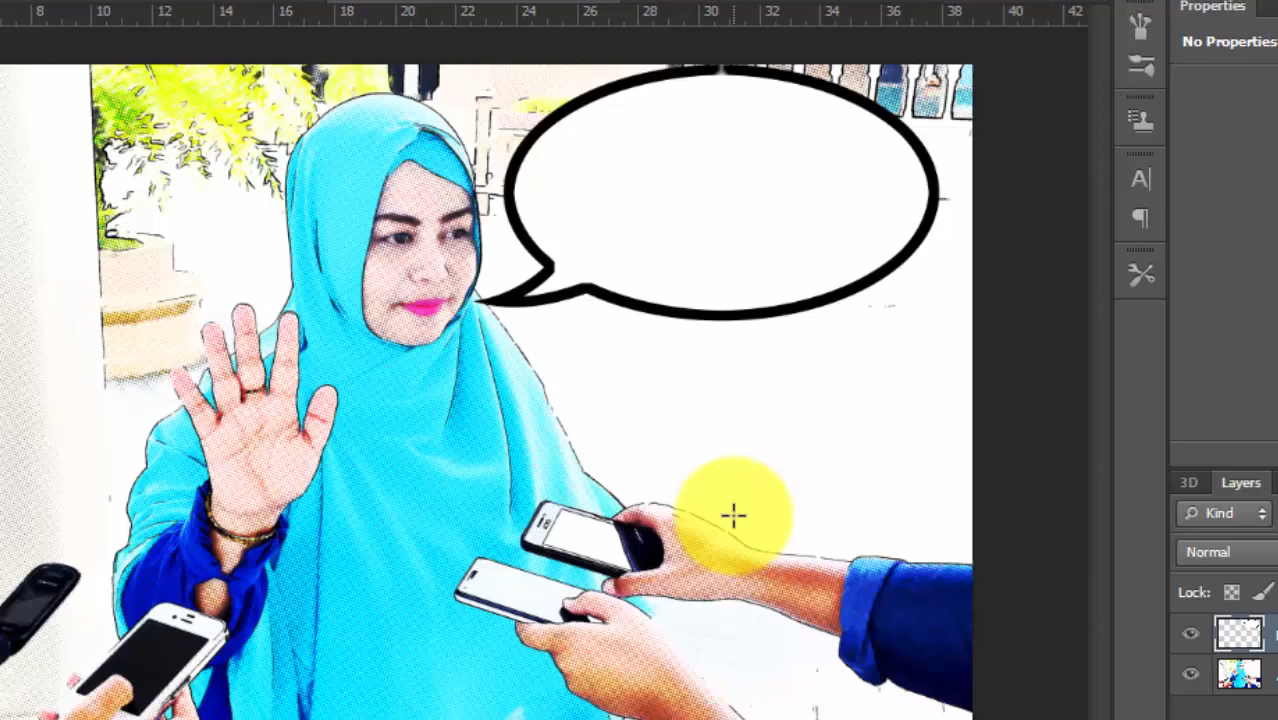 8 10 12 14 16 18 20 22 24 26 28 30 32 34 36 38 40 42
Properties
No Properties
A|
3D Layers
Kind
Normal
Lock: